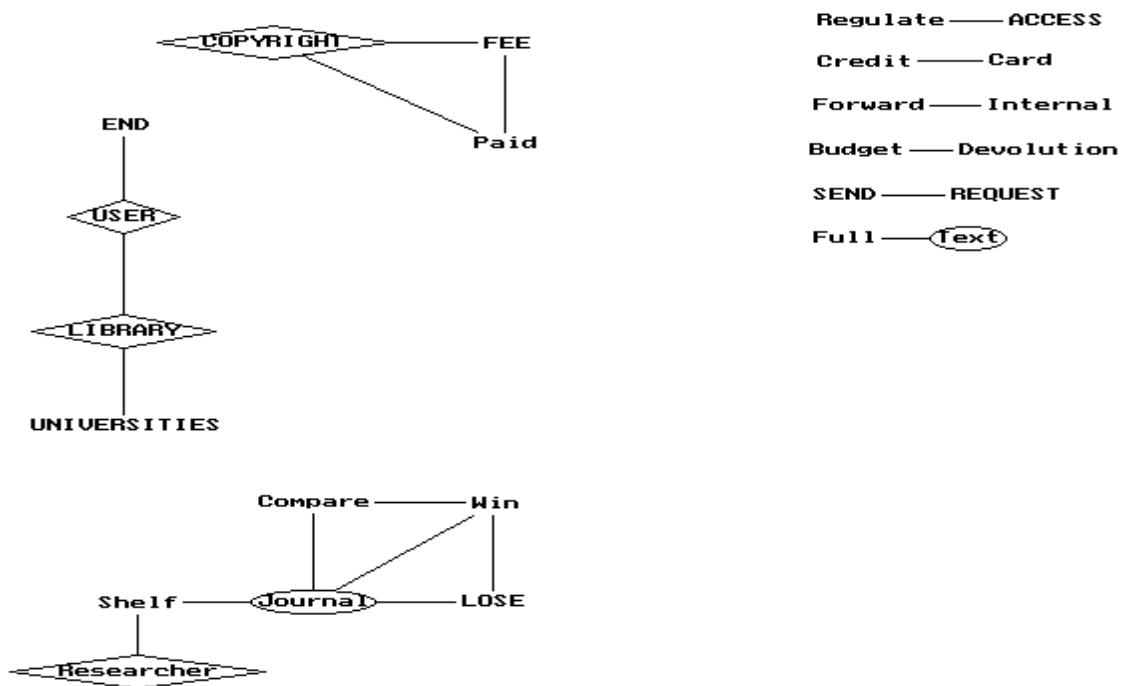 COPYRIGHT FEE
Paid
END
USER
LIBRARY
UNIVERSITIES
Compare Win
Shelf Journal LOSE
Researcher
Regulate ACCESS
Credit Card
Forward Internal
Budget Devolution
SEND REQUEST
Full Text